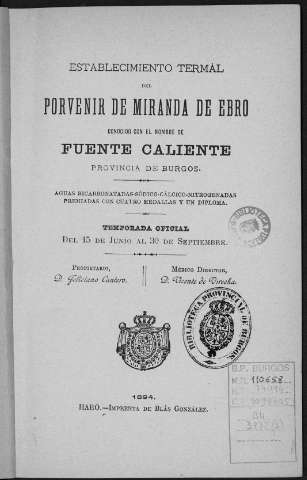 ESTABLECIMIENTO TERMÁL
DEL
PORVENIR DE MIRANDA DE EBRO
CONOCIDO CON EL NOMBRE DE
FUENTE CALIENTE
PROVINCIA DE BURGOS.
AGUAS BICARBONATADAS-SÓDICO-CÁLCICO-NITROGENADAS
PREMIADAS CON CUATRO MEDALLAS Y UN DIPLOMA.
TEMPORADA OFICIAL
DEL 15 DE JUNIO AL 30 DE SEPTIEMBRE.
PROPIETARIO,
D. Feliciano Cantero.
MÉDICO DIRECTOR,
D. Vicente de
BIBLIOTECA PROVINCIAL
DE BURGOS
1894.
HARO.—IMPRENTA DE BLÁS GONZÁLEZ.
B.P. BURGOS
N.R. 110658